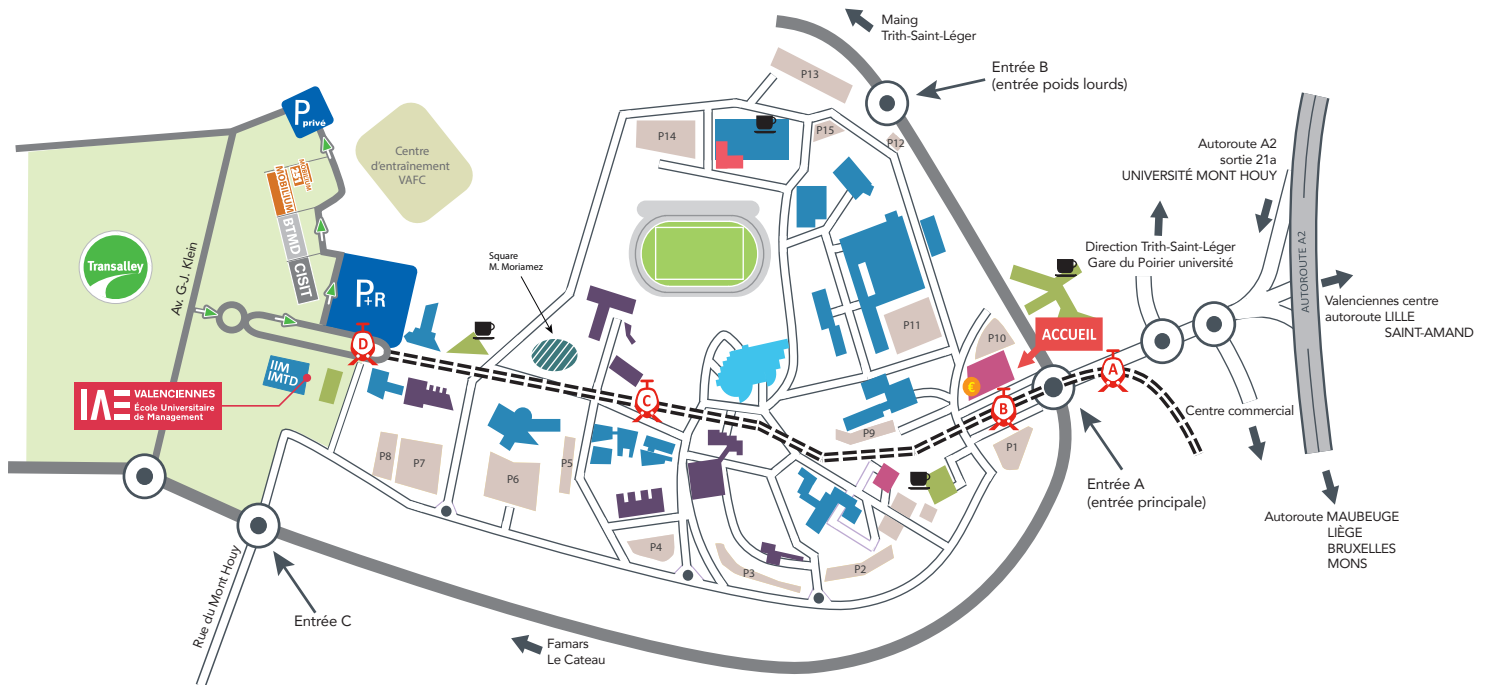 Maing
Trith-Saint-Léger
Entrée B
(entrée poids lourds)
P13
P
privé
P14
P15
P12
Centre
d'entraînement
VAFC
Autoroute A2
sortie 21a
UNIVERSITÉ MONT HOUY
MOBILIUM
MOBILIUM
BTMD
CISIT
Transalley
Av. G-J. Klein
Square
M. Moriamez
P+R
Direction Trith-Saint-Léger
Gare du Poirier université
AUTOROUTE A2
Valenciennes centre
autoroute LILLE
SAINT-AMAND
P11
P10
ACCUEIL
€
D
C
B
A
IIM
IMTD
IAE
VALENCIENNES
École Universitaire
de Management
Centre commercial
P9
P1
P8
P7
P6
P5
P4
P3
P2
Entrée A
(entrée principale)
Autoroute MAUBEUGE
LIÈGE
BRUXELLES
MONS
Rue du Mont Houy
Entrée C
Famars
Le Cateau